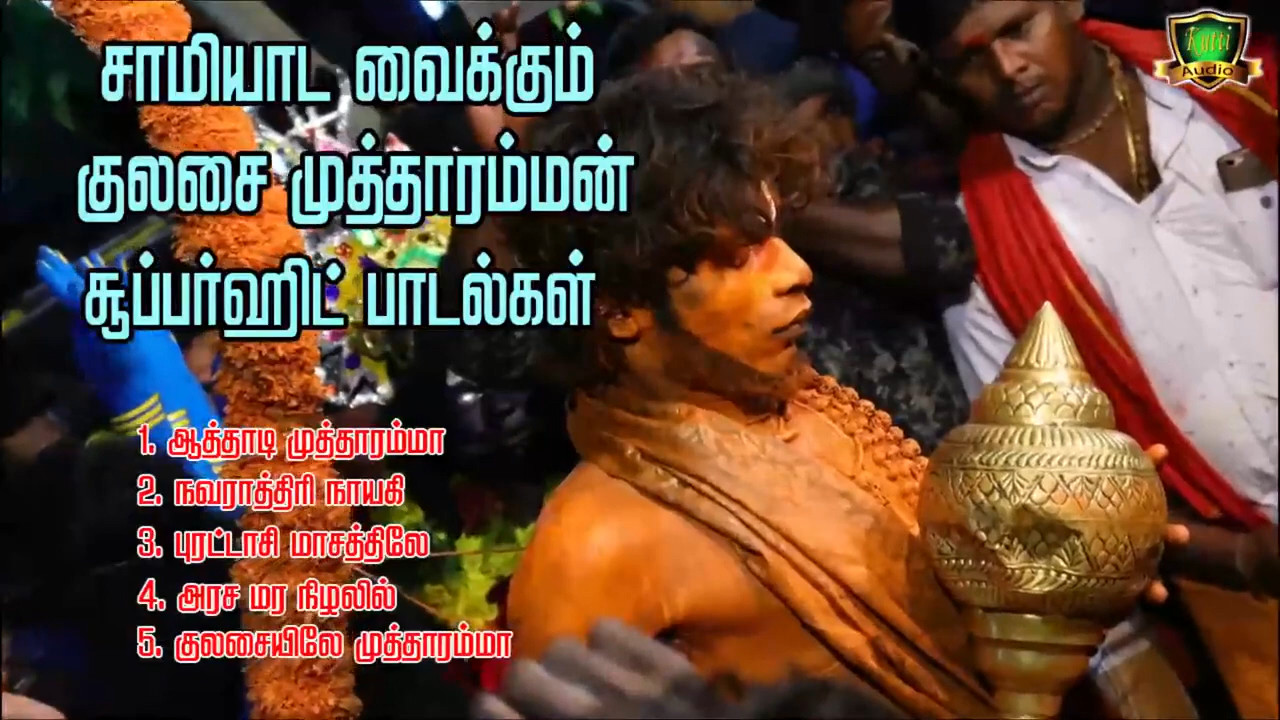 சாமியாட வைக்கும்
குலசை முத்தாரம்மன்
சூப்பர்ஹிட் பாடல்கள்
1. ஆத்தாடி முத்தாரம்மா
2. நவராத்திரி நாயகி
3. புரட்டாசி மாசத்திலே
4. அரச மர நிழலில்
5. குலசையிலே முத்தாரம்மா
Kutti
Audio